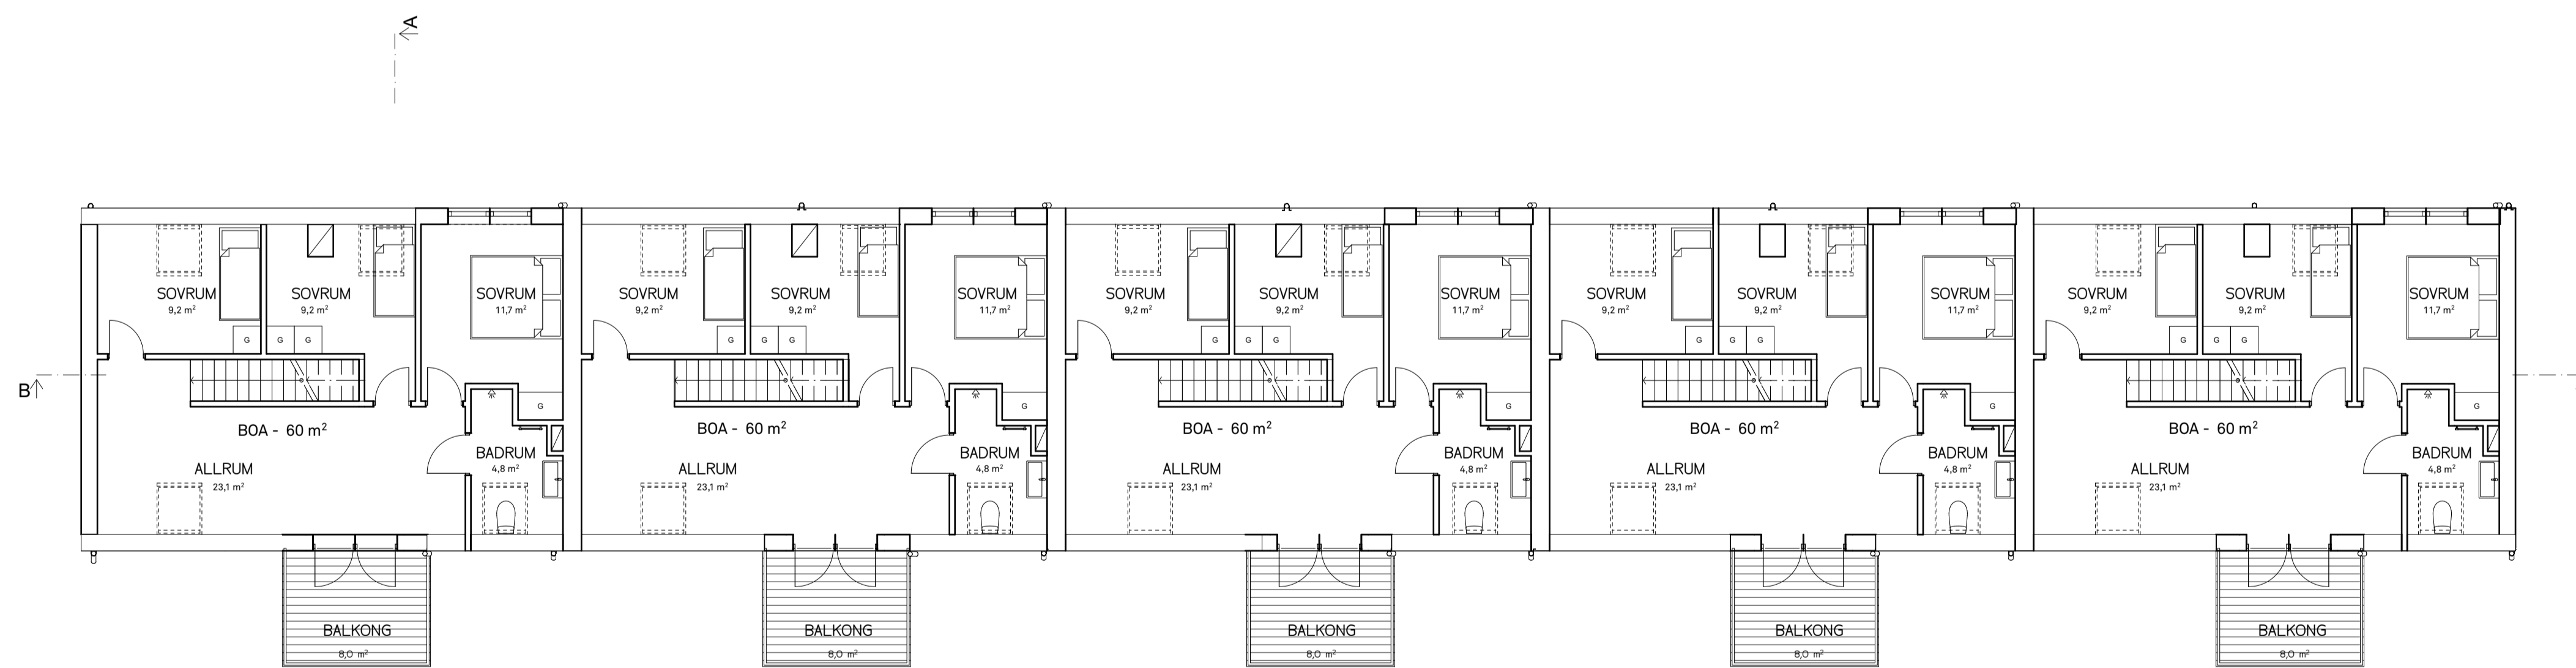 A
SOVRUM
9,2 m²
SOVRUM
9,2 m²
SOVRUM
11,7 m²
SOVRUM
9,2 m²
SOVRUM
9,2 m²
SOVRUM
11,7 m²
SOVRUM
9,2 m²
SOVRUM
9,2 m²
SOVRUM
11,7 m²
SOVRUM
9,2 m²
SOVRUM
9,2 m²
SOVRUM
11,7 m²
SOVRUM
9,2 m²
SOVRUM
9,2 m²
SOVRUM
11,7 m²
G G G
G G G
G G G
G G G
G G G
B
G
G
G
G
G
BOA - 60 m²
BOA - 60 m²
BOA - 60 m²
BOA - 60 m²
BOA - 60 m²
BADRUM
4,8 m²
BADRUM
4,8 m²
BADRUM
4,8 m²
BADRUM
4,8 m²
BADRUM
4,8 m²
ALLRUM
23,1 m²
ALLRUM
23,1 m²
ALLRUM
23,1 m²
ALLRUM
23,1 m²
ALLRUM
23,1 m²
BALKONG
8,0 m²
BALKONG
8,0 m²
BALKONG
8,0 m²
BALKONG
8,0 m²
BALKONG
8,0 m²